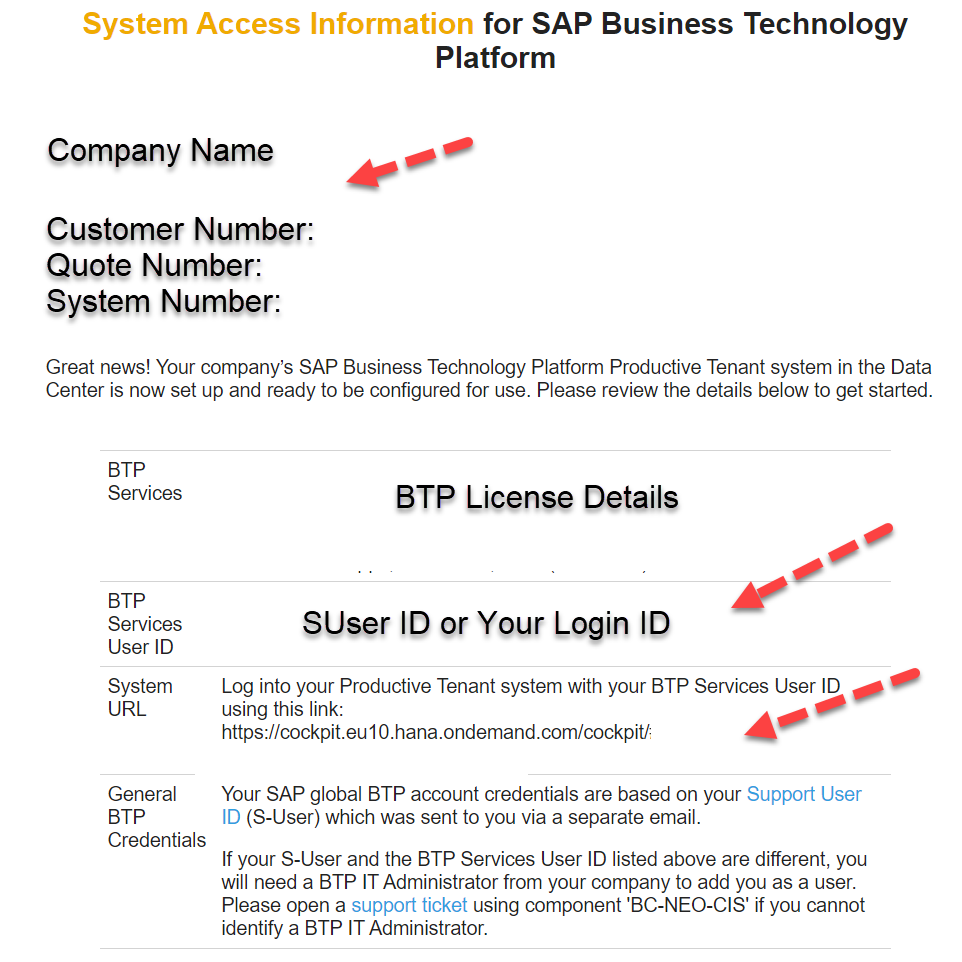 System Access Information for SAP Business Technology
Platform
Company Name
Customer Number:
Quote Number:
System Number:
Great news! Your company’s SAP Business Technology Platform Productive Tenant system in the Data
Center is now set up and ready to be configured for use. Please review the details below to get started.
BTP
Services
BTP License Details
BTP
Services
User ID
SUser ID or Your Login ID
System
URL
Log into your Productive Tenant system with your BTP Services User ID
using this link:
https://cockpit.eu10.hana.ondemand.com/cockpit/
General
BTP
Credentials
Your SAP global BTP account credentials are based on your Support User
ID (S-User) which was sent to you via a separate email.
If your S-User and the BTP Services User ID listed above are different, you
will need a BTP IT Administrator from your company to add you as a user.
Please open a support ticket using component 'BC-NEO-CIS' if you cannot
identify a BTP IT Administrator.